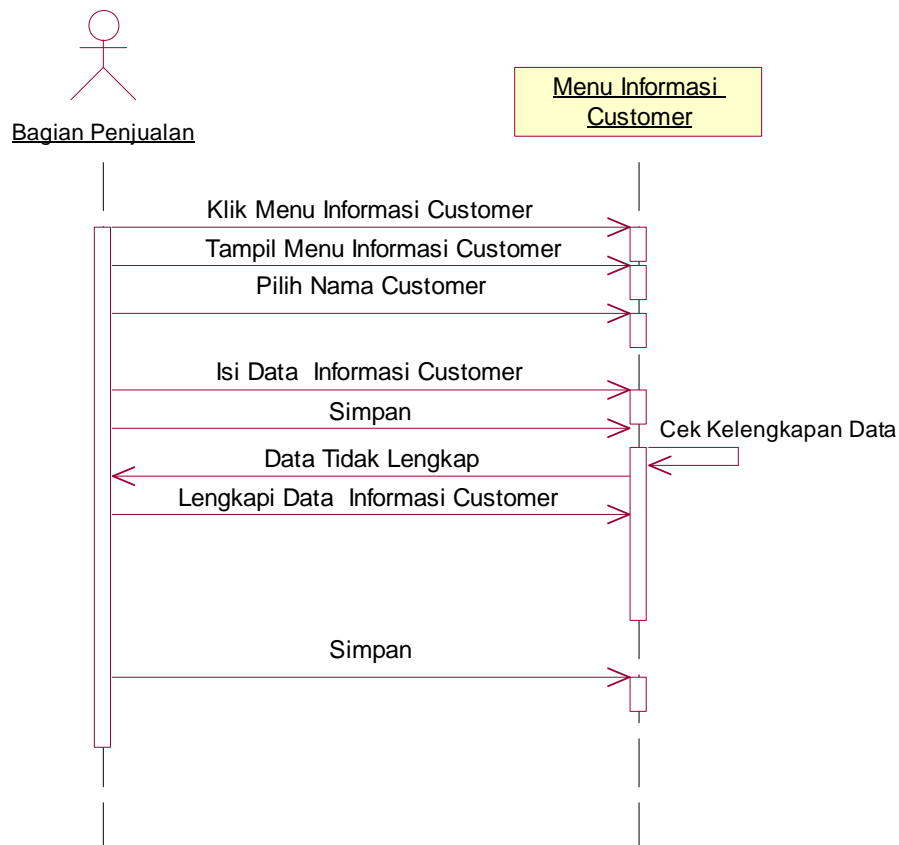 Menu Informasi
Customer
Bagian Penjualan
Klik Menu Informasi Customer
Tampil Menu Informasi Customer
Pilih Nama Customer
Isi Data  Informasi Customer
Simpan
Cek Kelengkapan Data
Data Tidak Lengkap
Lengkapi Data  Informasi Customer
Simpan